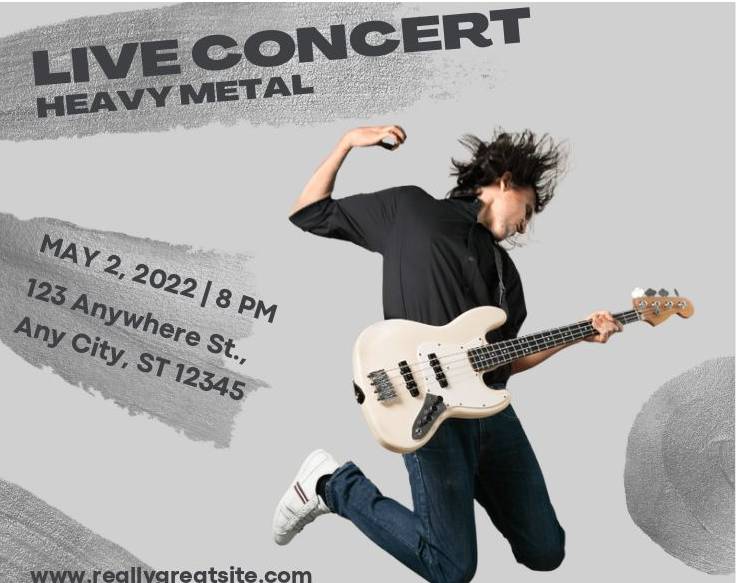 LIVE CONCERT
HEAVY METAL
MAY 2, 2022 | 8 PM
123 Anywhere St.,
Any City, ST 12345
www.reallygreatsite.com